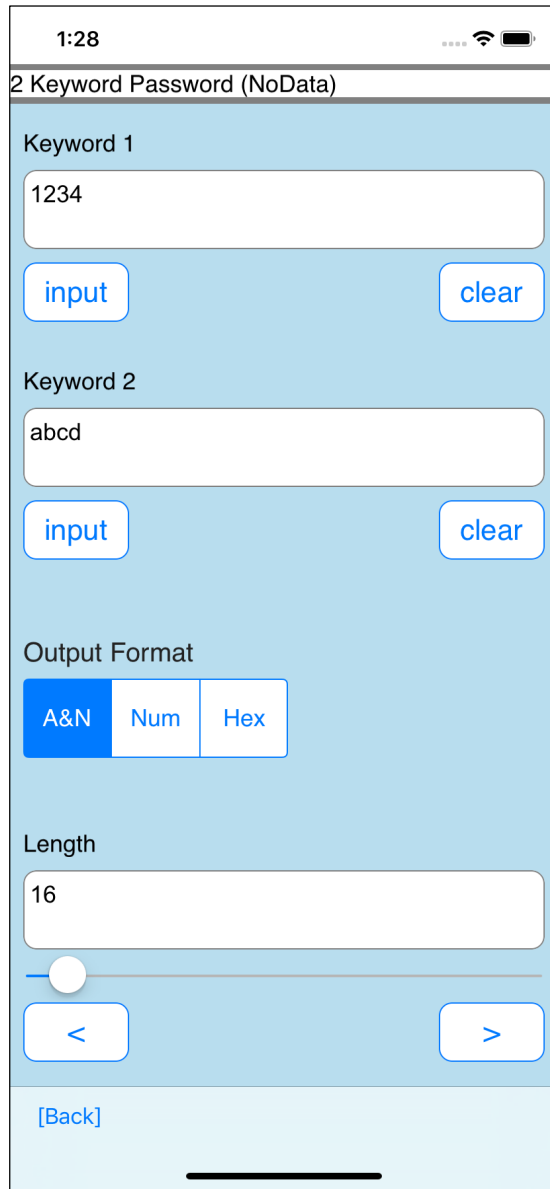 1:28
2 Keyword Password (NoData)
Keyword 1
1234
input clear
Keyword 2
abcd
input clear
Output Format
A&N Num Hex
Length
16
< >
[Back]